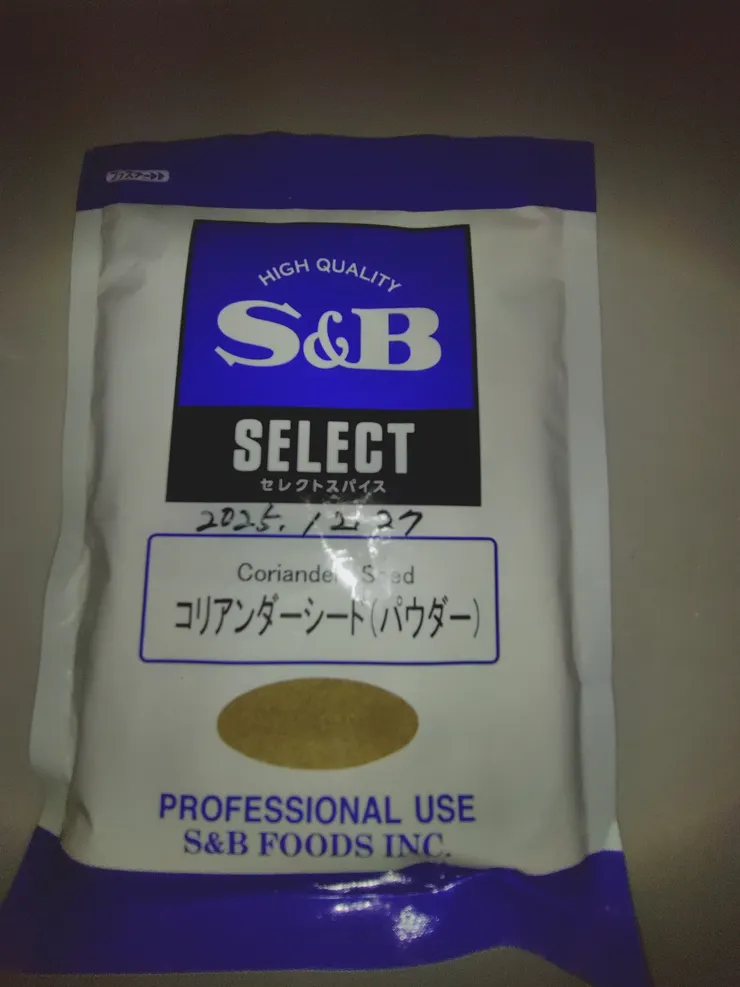 ファスナー▶▶
HIGH QUALITY
S&B
SELECT
セレクトスパイス
2025.12.27
Coriander Seed
コリアンダーシード(パウダー)
PROFESSIONAL USE
S&B FOODS INC.